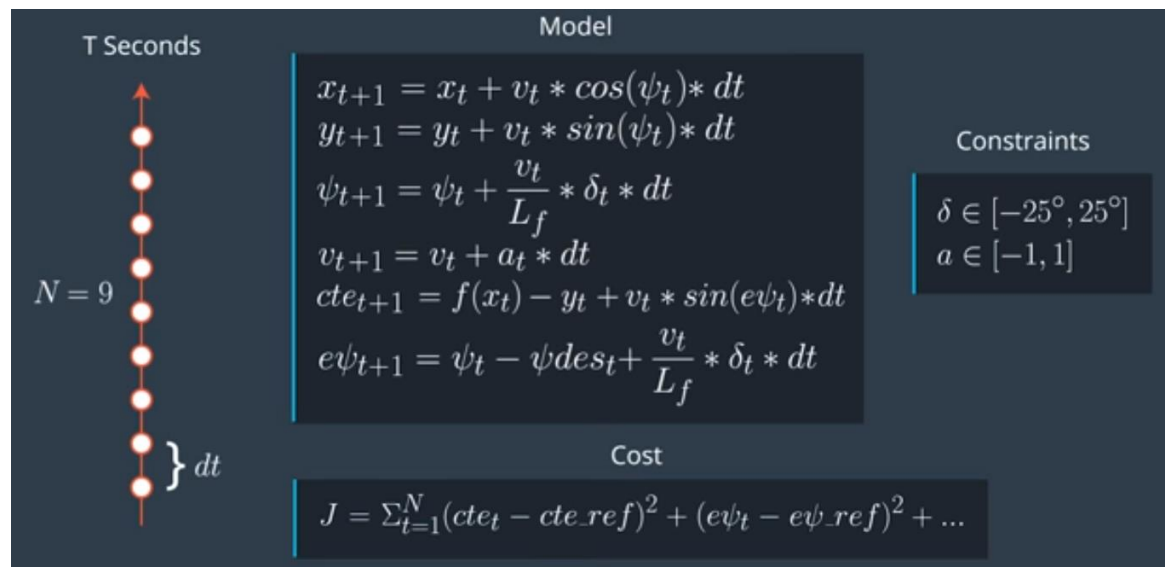 T Seconds
N = 9
} dt
Model
x_{t+1} = x_t + v_t * cos(ψ_t) * dt
y_{t+1} = y_t + v_t * sin(ψ_t) * dt
ψ_{t+1} = ψ_t + \frac{v_t}{L_f} * δ_t * dt
v_{t+1} = v_t + a_t * dt
cte_{t+1} = f(x_t) − y_t + v_t * sin(eψ_t) * dt
eψ_{t+1} = ψ_t − ψdes_t + \frac{v_t}{L_f} * δ_t * dt
Constraints
δ ∈ [−25°, 25°]
a ∈ [−1, 1]
Cost
J = Σ_{t=1}^{N}(cte_t − cte_ref)^2 + (eψ_t − eψ_ref)^2 + ...